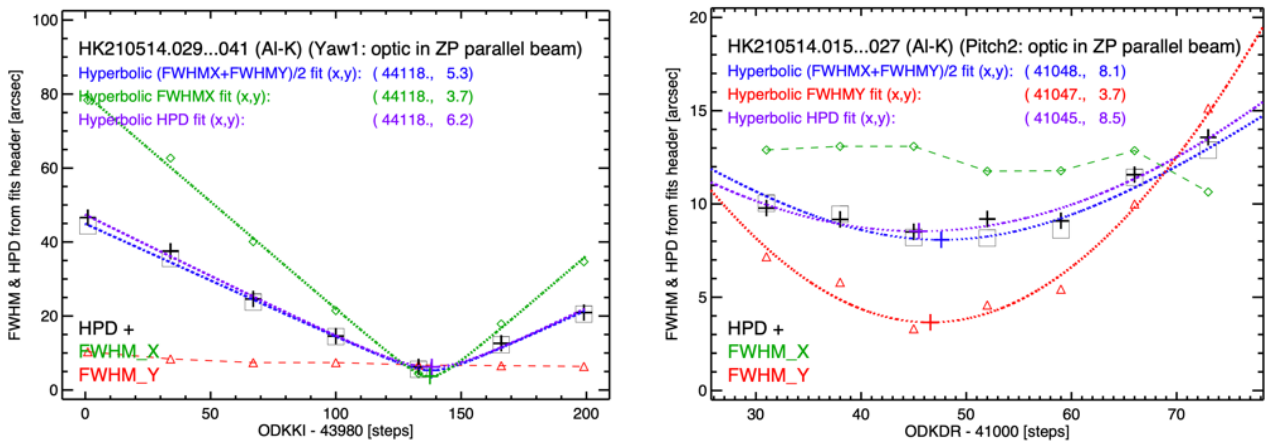 100
80
60
40
20
0
FWHM & HPD from fits header [arcsec]
HK210514.029...041 (Al-K) (Yaw1: optic in ZP parallel beam)
Hyperbolic (FWHMX+FWHMY)/2 fit (x,y): ( 44118., 5.3)
Hyperbolic FWHMX fit (x,y): ( 44118., 3.7)
Hyperbolic HPD fit (x,y): ( 44118., 6.2)
HPD +
FWHM_X
FWHM_Y
0 50 100 150 200
ODKKI - 43980 [steps]
20
15
10
5
0
FWHM & HPD from fits header [arcsec]
HK210514.015...027 (Al-K) (Pitch2: optic in ZP parallel beam)
Hyperbolic (FWHMX+FWHMY)/2 fit (x,y): ( 41048., 8.1)
Hyperbolic FWHMY fit (x,y): ( 41047., 3.7)
Hyperbolic HPD fit (x,y): ( 41045., 8.5)
HPD +
FWHM_X
FWHM_Y
30 40 50 60 70
ODKDR - 41000 [steps]